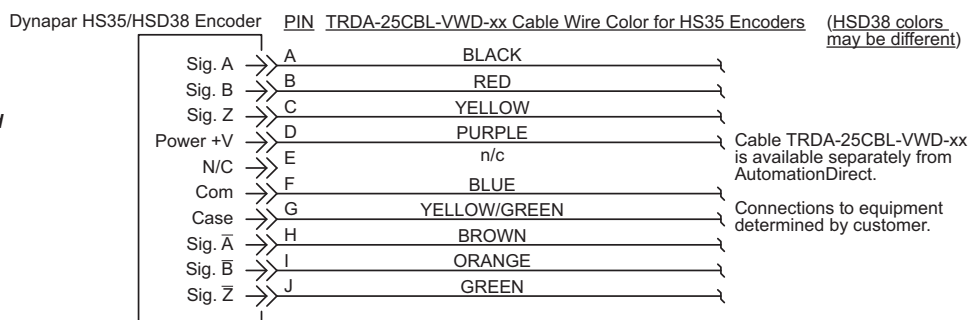 Dynapar HS35/HSD38 Encoder PIN TRDA-25CBL-VWD-xx Cable Wire Color for HS35 Encoders (HSD38 colors
may be different)
Sig. A A BLACK
Sig. B B RED
Sig. Z C YELLOW
Power +V D PURPLE
N/C E n/c
Com F BLUE
Case G YELLOW/GREEN
Sig. A̅ H BROWN
Sig. B̅ I ORANGE
Sig. Z̅ J GREEN
Cable TRDA-25CBL-VWD-xx
is available separately from
AutomationDirect.
Connections to equipment
determined by customer.